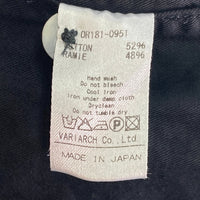 OR181-0951
COTTON 52%
RAMIE 48%
Hand wash
Do not bleach
Cool iron
Iron under damp cloth
Dryclean
Do not tumble dry
VARIARCH Co., Ltd.
MADE IN JAPAN